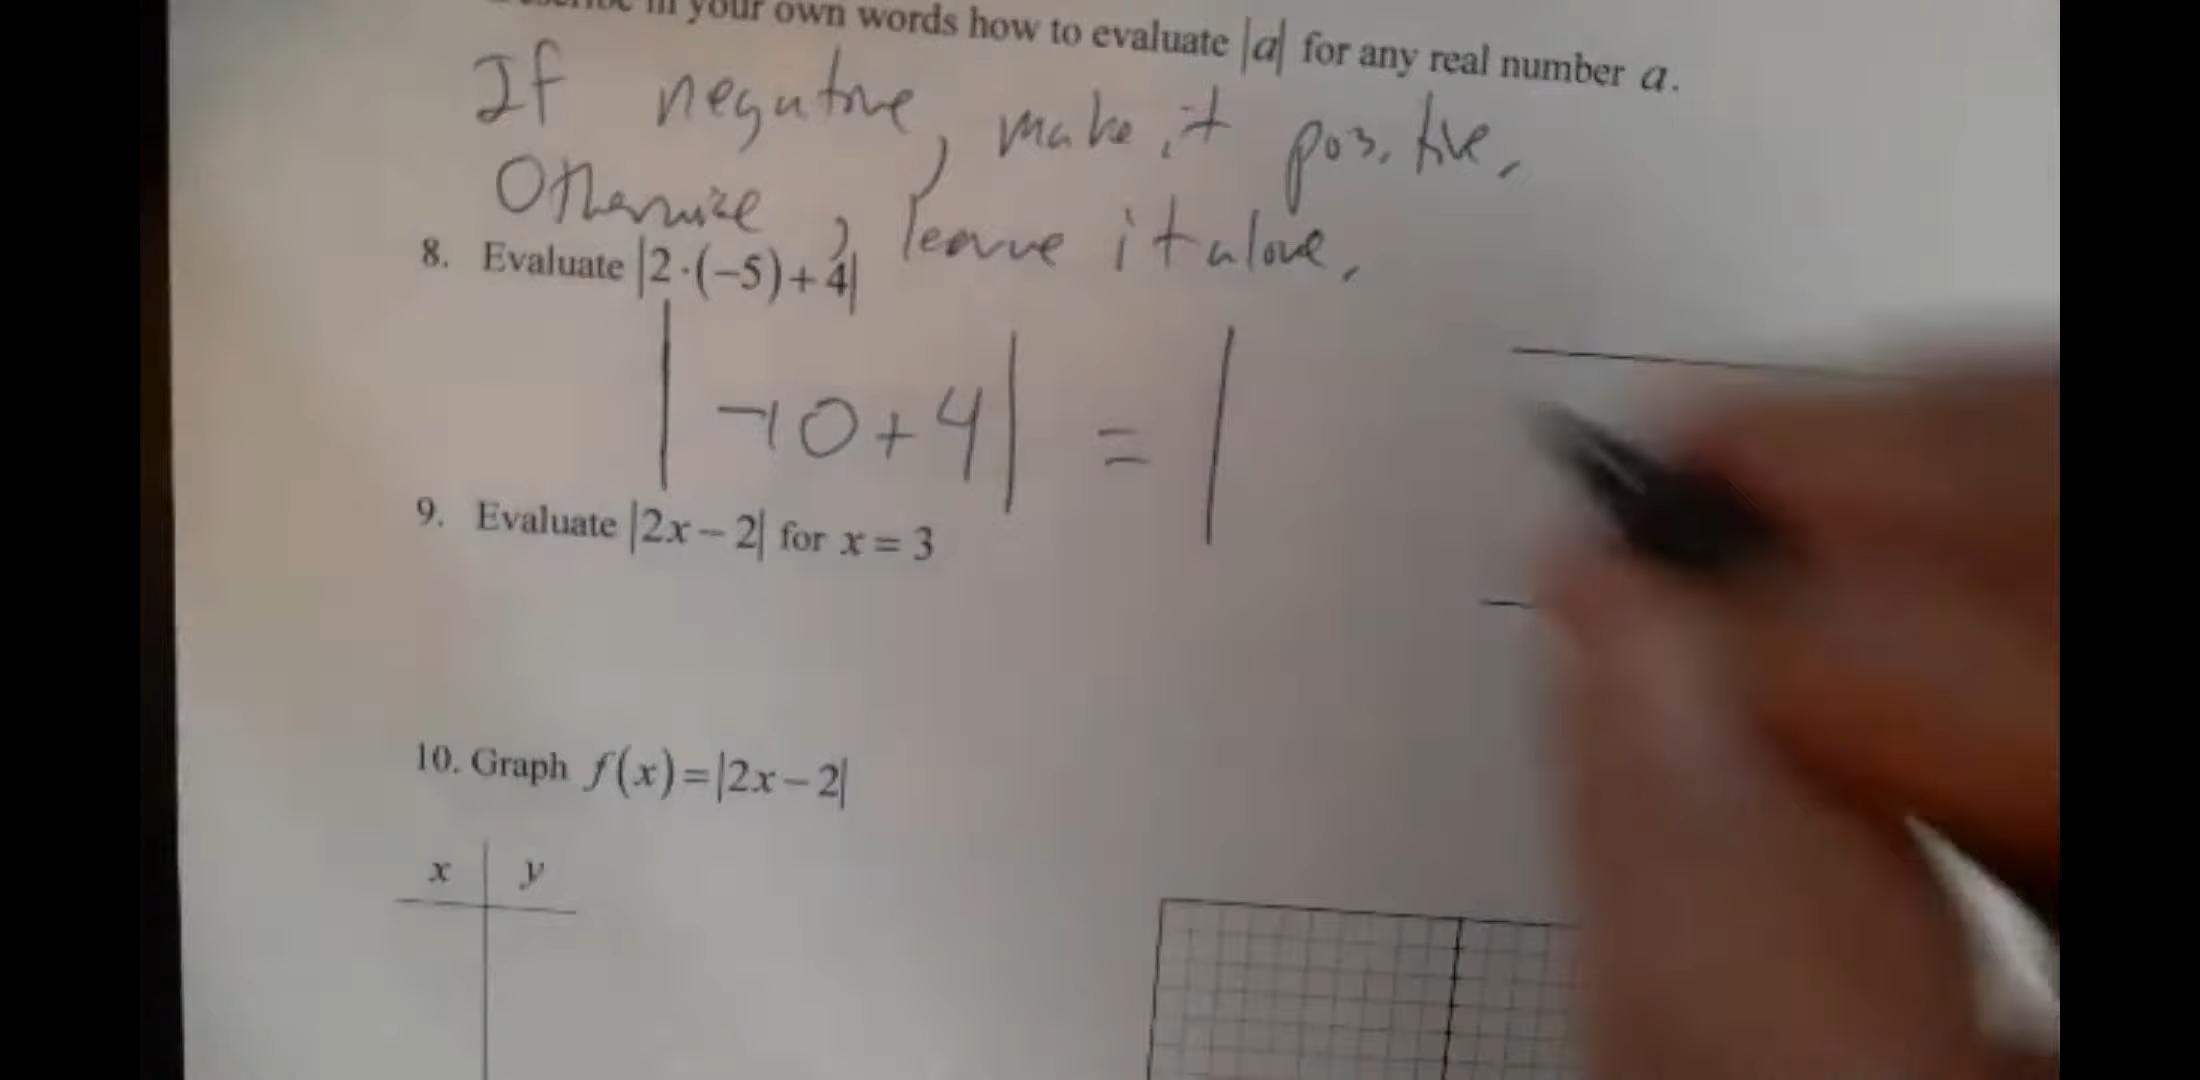 in your own words how to evaluate |a| for any real number a.
If negative, make it positive.
Otherwise, leave it alone.
8. Evaluate |2·(−5)+4|
|-10+4| = |
9. Evaluate |2x−2| for x = 3
10. Graph f(x)=|2x−2|
x y